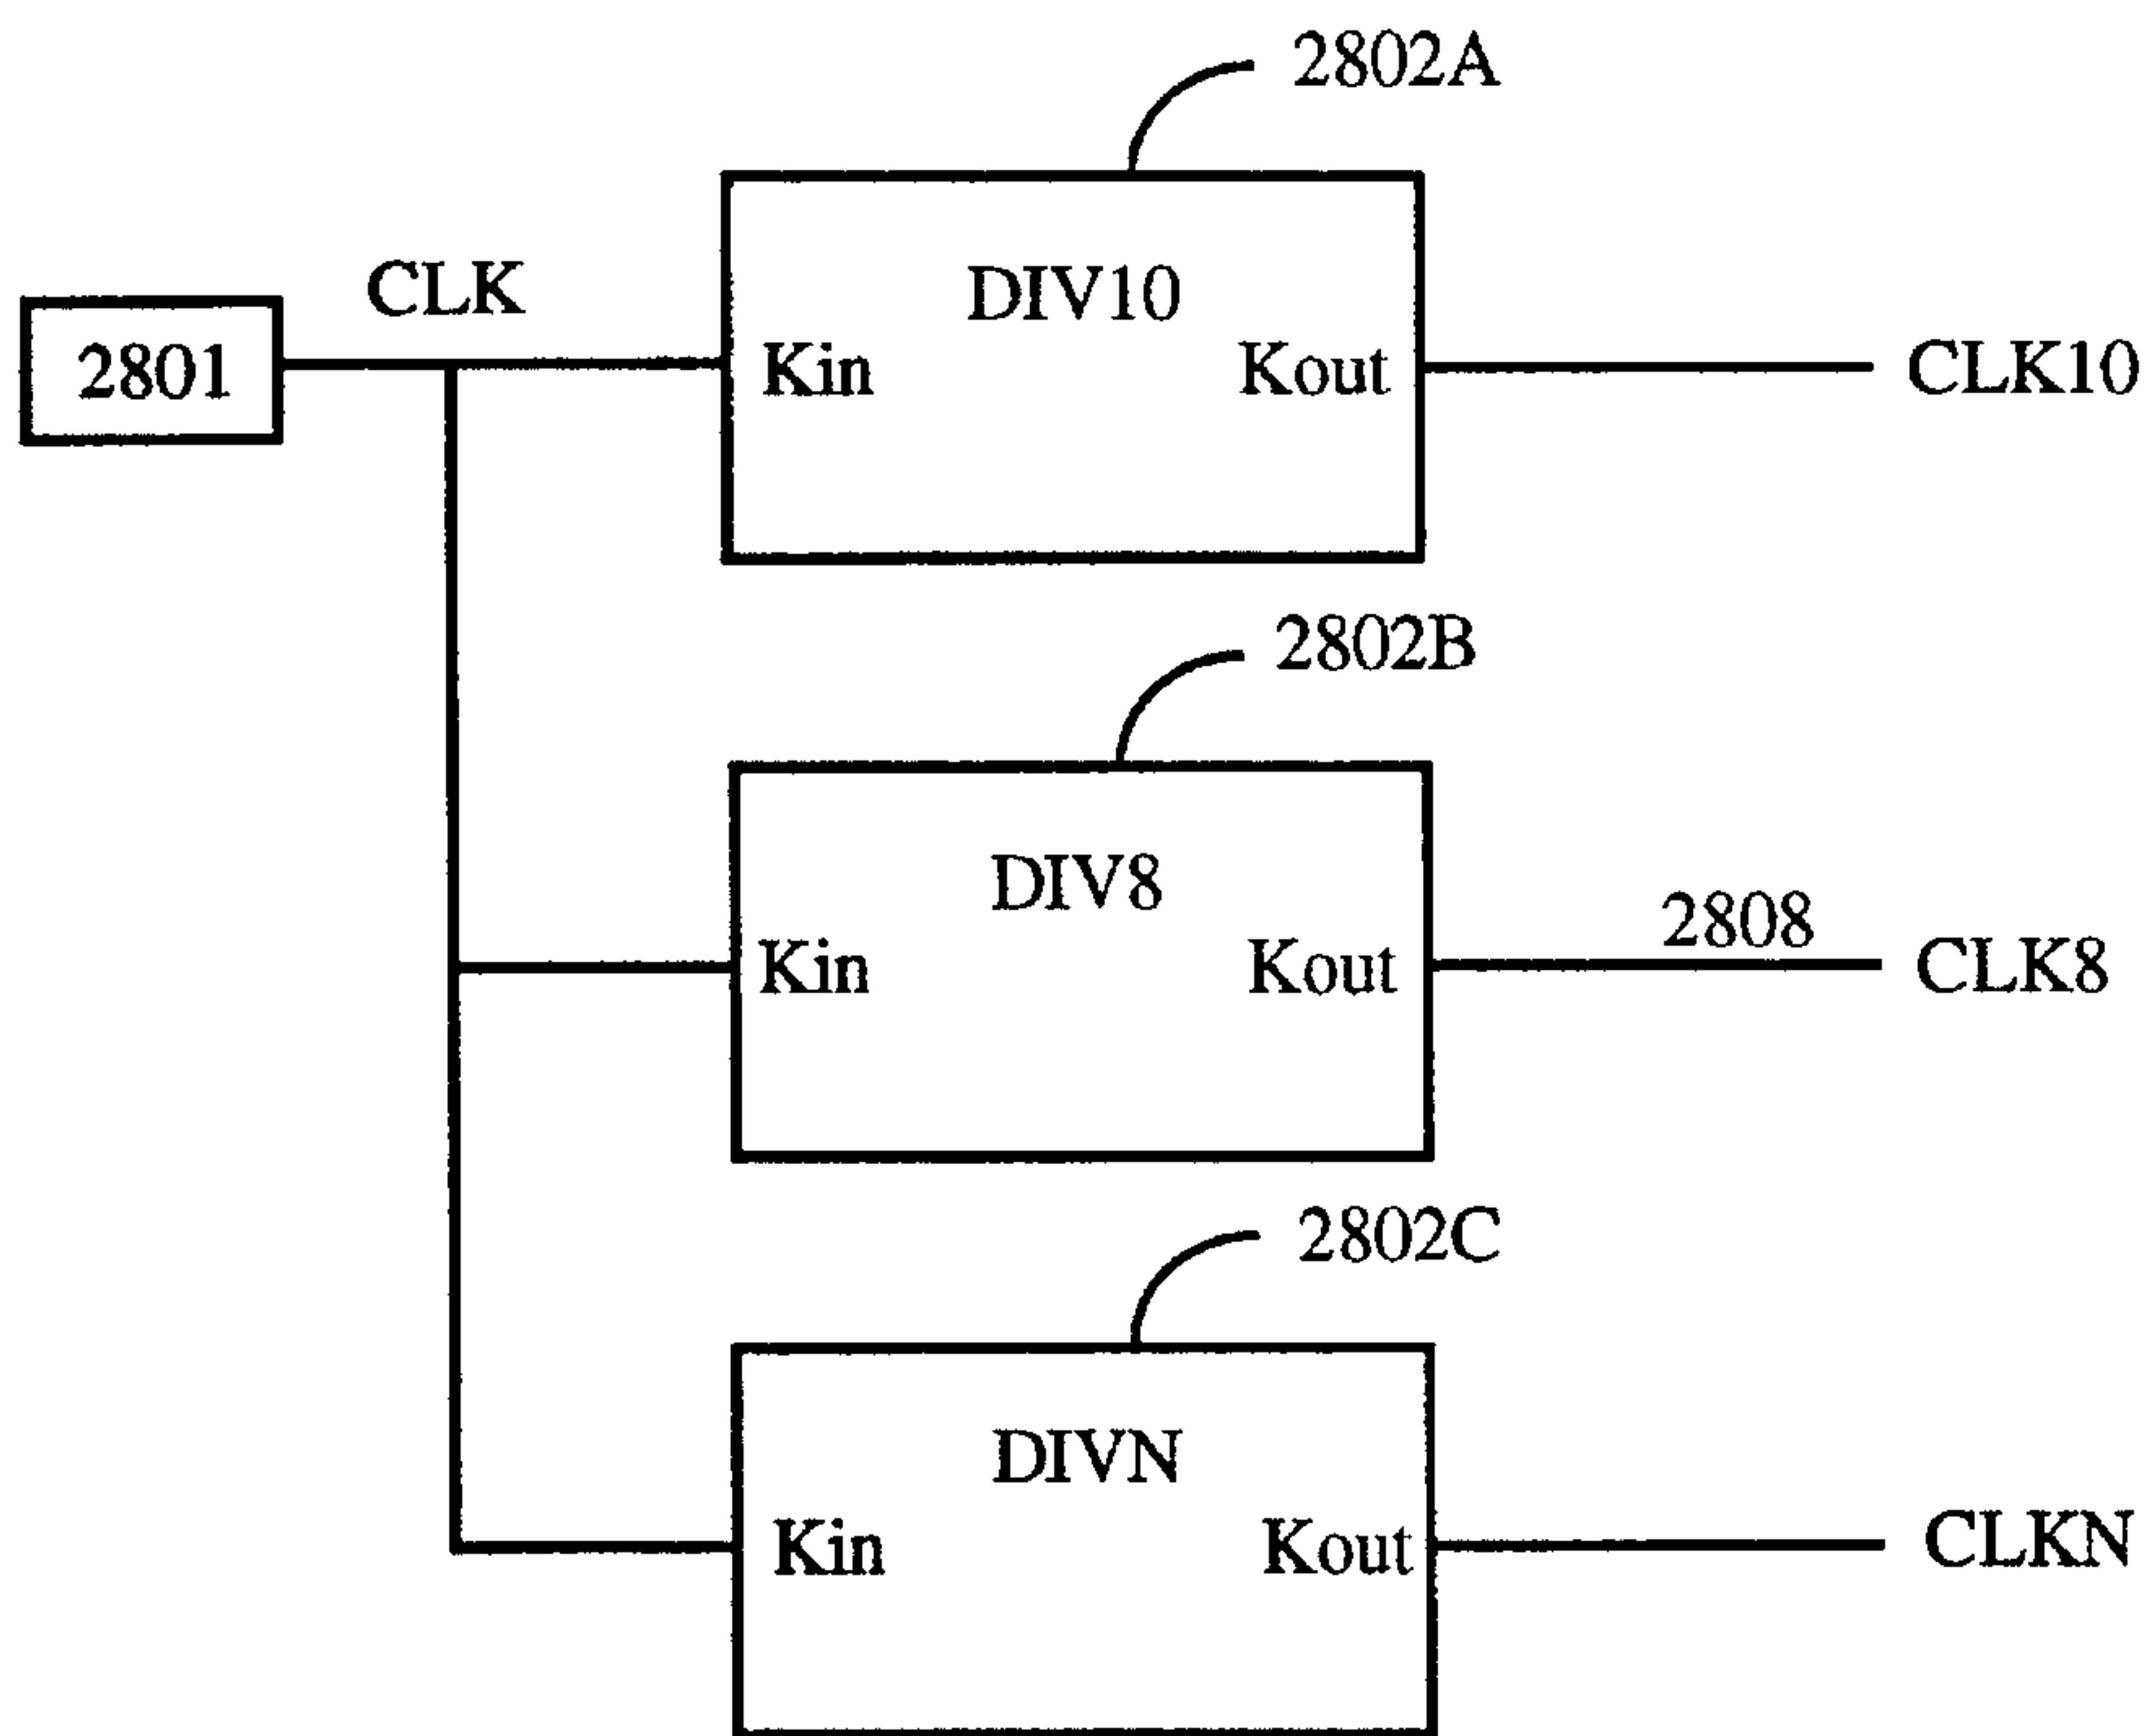 2802A
CLK
DIV10
2801
Kin
Kout
CLK10
2802B
DIV8
2808
Kin
Kout
CLK8
2802C
DIVN
Kin
Kout
CLKN